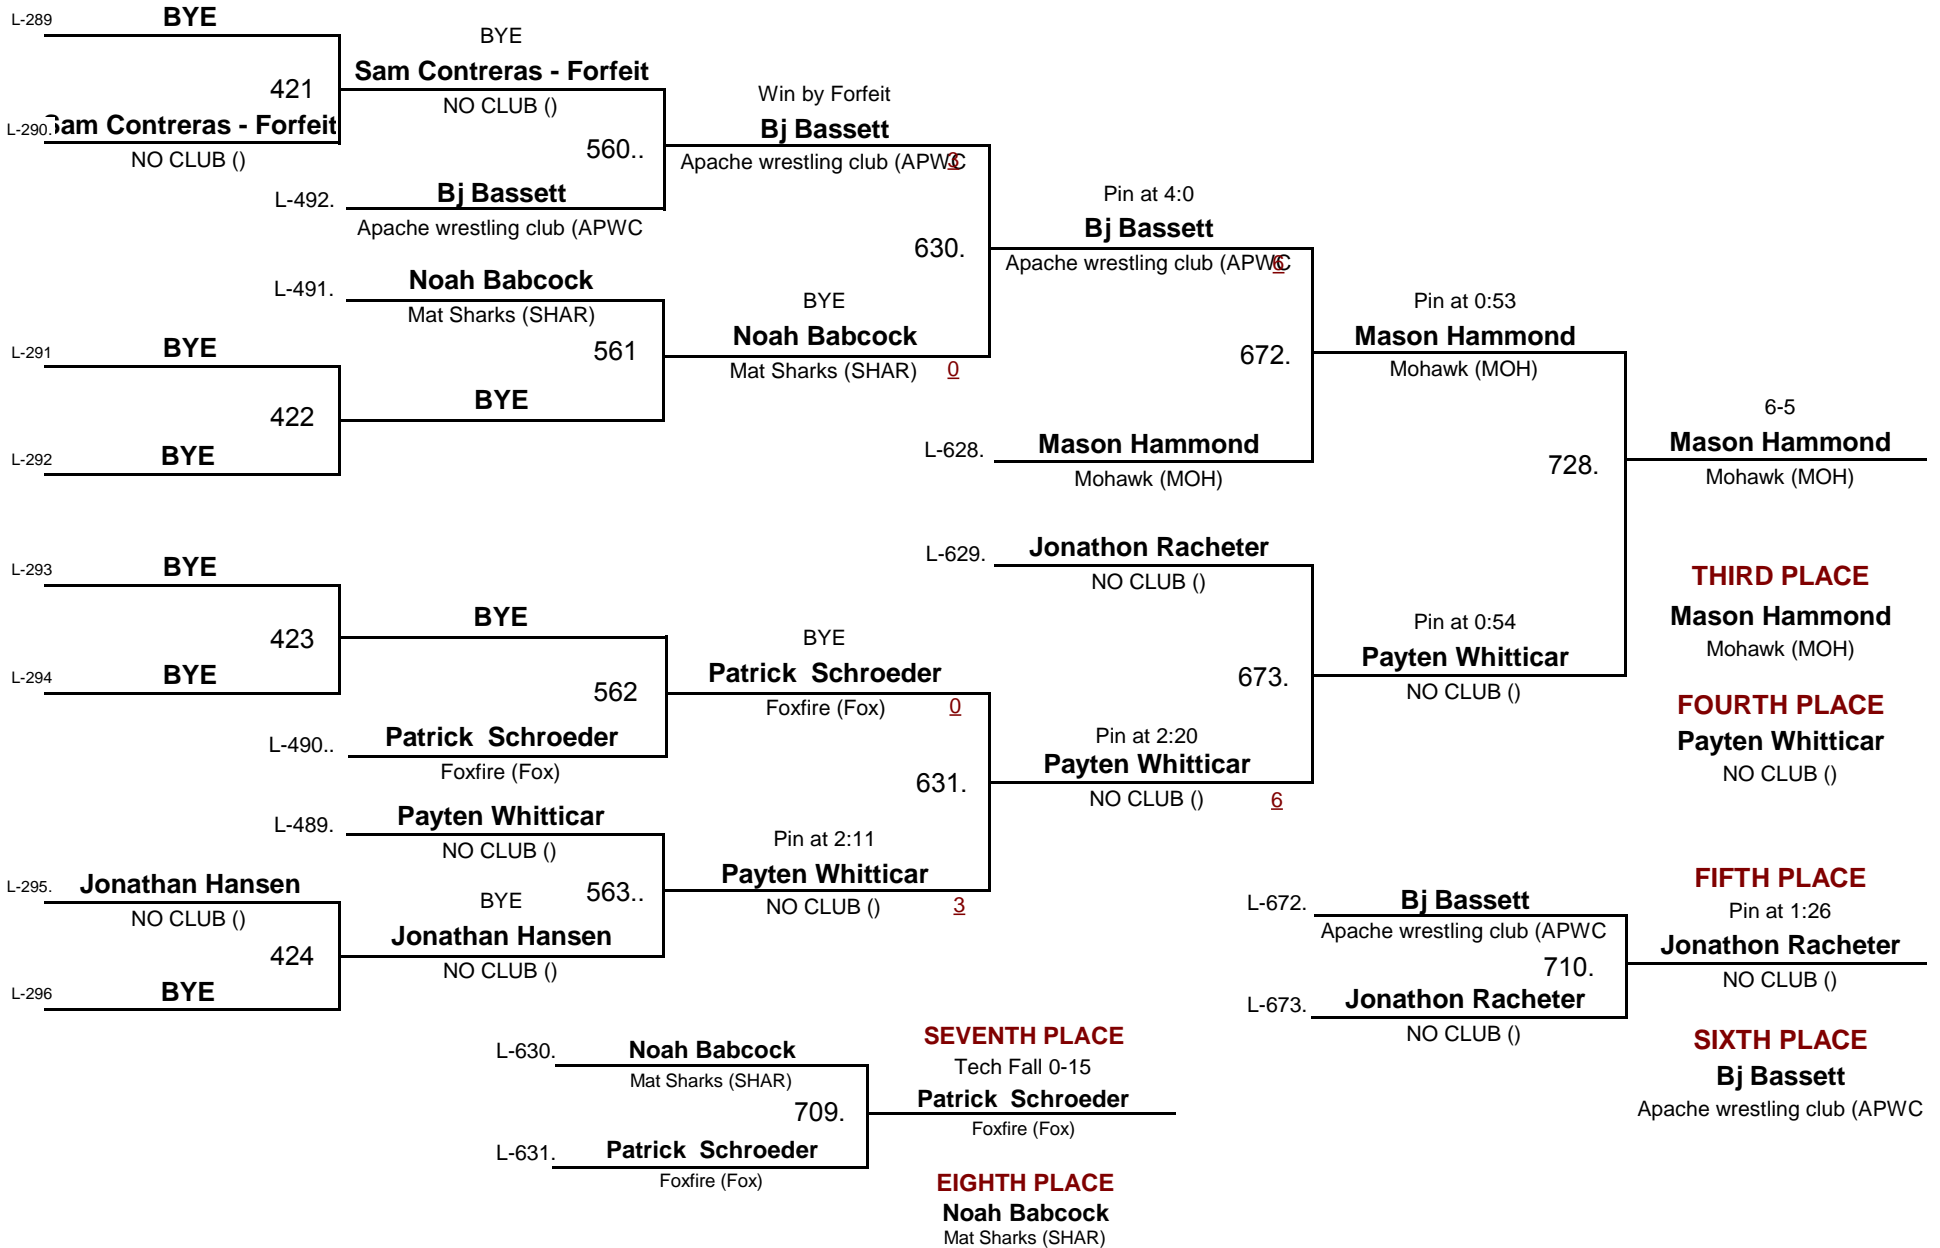 L-289
BYE
421
L-290.
Sam Contreras - Forfeit
NO CLUB ()
BYE
Sam Contreras - Forfeit
NO CLUB ()
560..
L-492.
Bj Bassett
Apache wrestling club (APWC
Win by Forfeit
Bj Bassett
Apache wrestling club (APWC
3
L-491.
Noah Babcock
Mat Sharks (SHAR)
561
L-291
BYE
422
BYE
L-292
BYE
BYE
Noah Babcock
Mat Sharks (SHAR)
0
630.
Pin at 4:0
Bj Bassett
Apache wrestling club (APWC
6
672.
L-628.
Mason Hammond
Mohawk (MOH)
Pin at 0:53
Mason Hammond
Mohawk (MOH)
728.
6-5
Mason Hammond
Mohawk (MOH)
L-293
BYE
423
BYE
L-294
BYE
562
L-490..
Patrick Schroeder
Foxfire (Fox)
BYE
Patrick Schroeder
Foxfire (Fox)
0
631.
L-489.
Payten Whitticar
NO CLUB ()
563..
L-295.
Jonathan Hansen
NO CLUB ()
424
L-296
BYE
BYE
Jonathan Hansen
NO CLUB ()
Pin at 2:11
Payten Whitticar
NO CLUB ()
3
L-629.
Jonathon Racheter
NO CLUB ()
673.
Pin at 2:20
Payten Whitticar
NO CLUB ()
6
Pin at 0:54
Payten Whitticar
NO CLUB ()
THIRD PLACE
Mason Hammond
Mohawk (MOH)
FOURTH PLACE
Payten Whitticar
NO CLUB ()
L-672.
Bj Bassett
Apache wrestling club (APWC
710.
L-673.
Jonathon Racheter
NO CLUB ()
FIFTH PLACE
Pin at 1:26
Jonathon Racheter
NO CLUB ()
SIXTH PLACE
Bj Bassett
Apache wrestling club (APWC
L-630.
Noah Babcock
Mat Sharks (SHAR)
709.
L-631.
Patrick Schroeder
Foxfire (Fox)
SEVENTH PLACE
Tech Fall 0-15
Patrick Schroeder
Foxfire (Fox)
EIGHTH PLACE
Noah Babcock
Mat Sharks (SHAR)